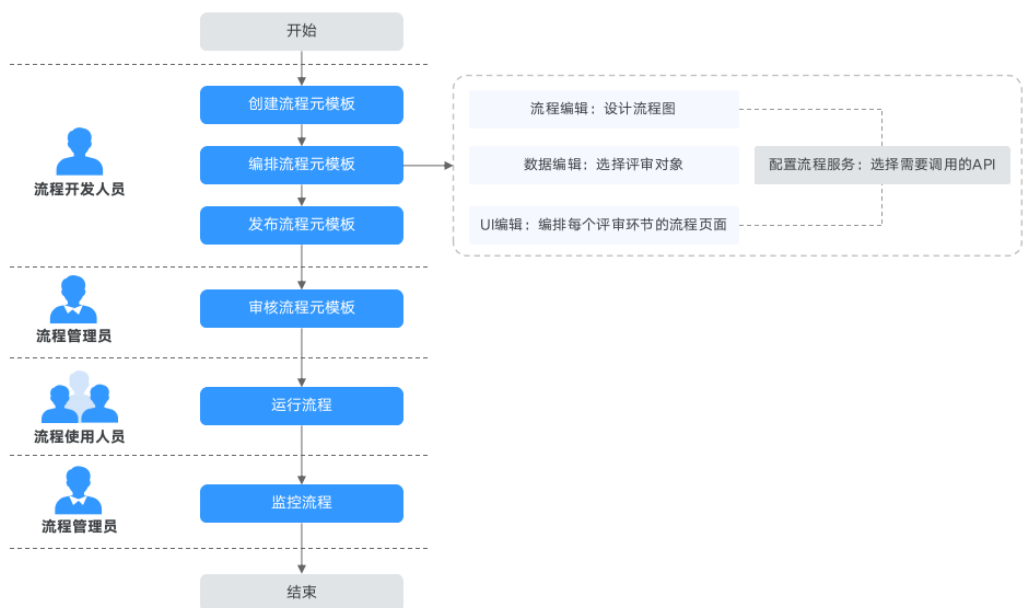 开始
创建流程元模板
编排流程元模板
发布流程元模板
流程开发人员
流程编辑：设计流程图
数据编辑：选择评审对象
UI编辑：编排每个评审环节的流程页面
配置流程服务：选择需要调用的API
审核流程元模板
流程管理员
运行流程
流程使用人员
监控流程
流程管理员
结束